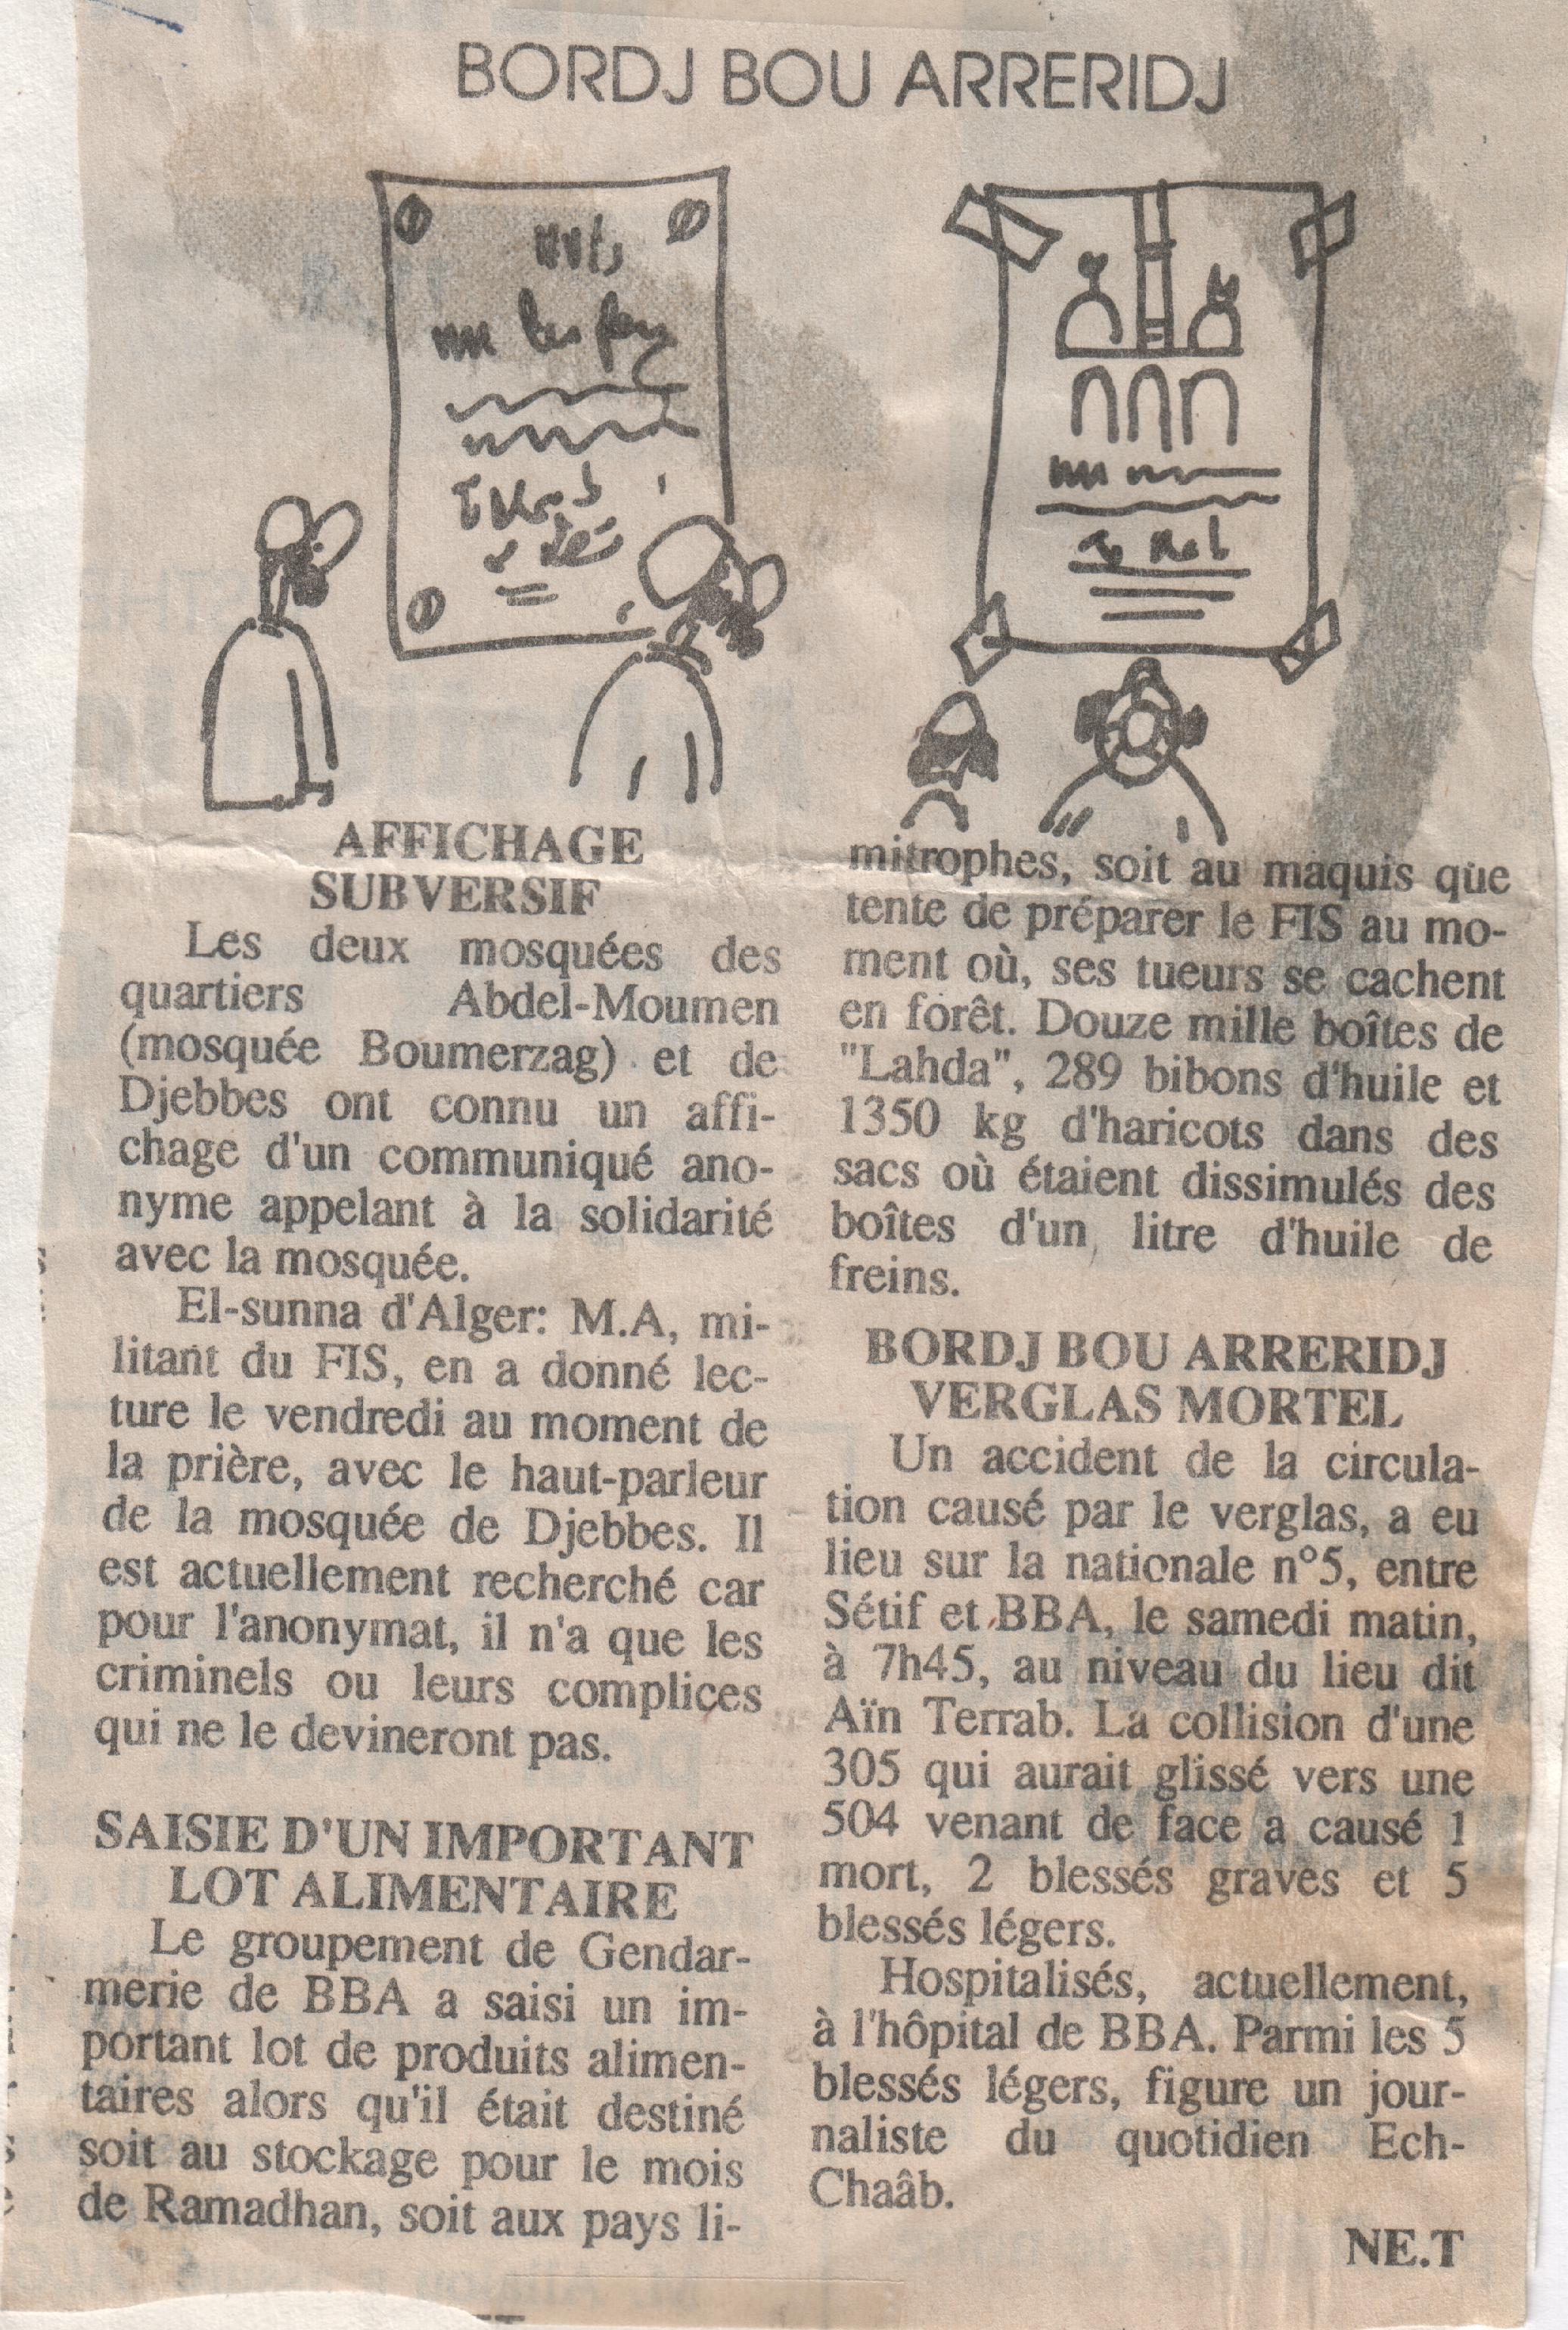 BORDJ BOU ARRERIDJ
AFFICHAGE
SUBVERSIF
Les deux mosquées des
quartiers Abdel-Moumen
(mosquée Boumerzag) et de
Djebbes ont connu un affi-
chage d'un communiqué ano-
nyme appelant à la solidarité
avec la mosquée.
El-sunna d'Alger: M.A, mi-
litant du FIS, en a donné lec-
ture le vendredi au moment de
la prière, avec le haut-parleur
de la mosquée de Djebbes. Il
est actuellement recherché car
pour l'anonymat, il n'a que les
criminels ou leurs complices
qui ne le devineront pas.
SAISIE D'UN IMPORTANT
LOT ALIMENTAIRE
Le groupement de Gendar-
merie de BBA a saisi un im-
portant lot de produits alimen-
taires alors qu'il était destiné
soit au stockage pour le mois
de Ramadhan, soit aux pays li-
mitrophes, soit au maquis que
tente de préparer le FIS au mo-
ment où, ses tueurs se cachent
en forêt. Douze mille boîtes de
"Lahda", 289 bibons d'huile et
1350 kg d'haricots dans des
sacs où étaient dissimulés des
boîtes d'un litre d'huile de
freins.
BORDJ BOU ARRERIDJ
VERGLAS MORTEL
Un accident de la circula-
tion causé par le verglas, a eu
lieu sur la nationale n°5, entre
Sétif et BBA, le samedi matin,
à 7h45, au niveau du lieu dit
Aïn Terrab. La collision d'une
305 qui aurait glissé vers une
504 venant de face a causé 1
mort, 2 blessés graves et 5
blessés légers.
Hospitalisés, actuellement,
à l'hôpital de BBA. Parmi les 5
blessés légers, figure un jour-
naliste du quotidien Ech-
Chaâb.
NE.T